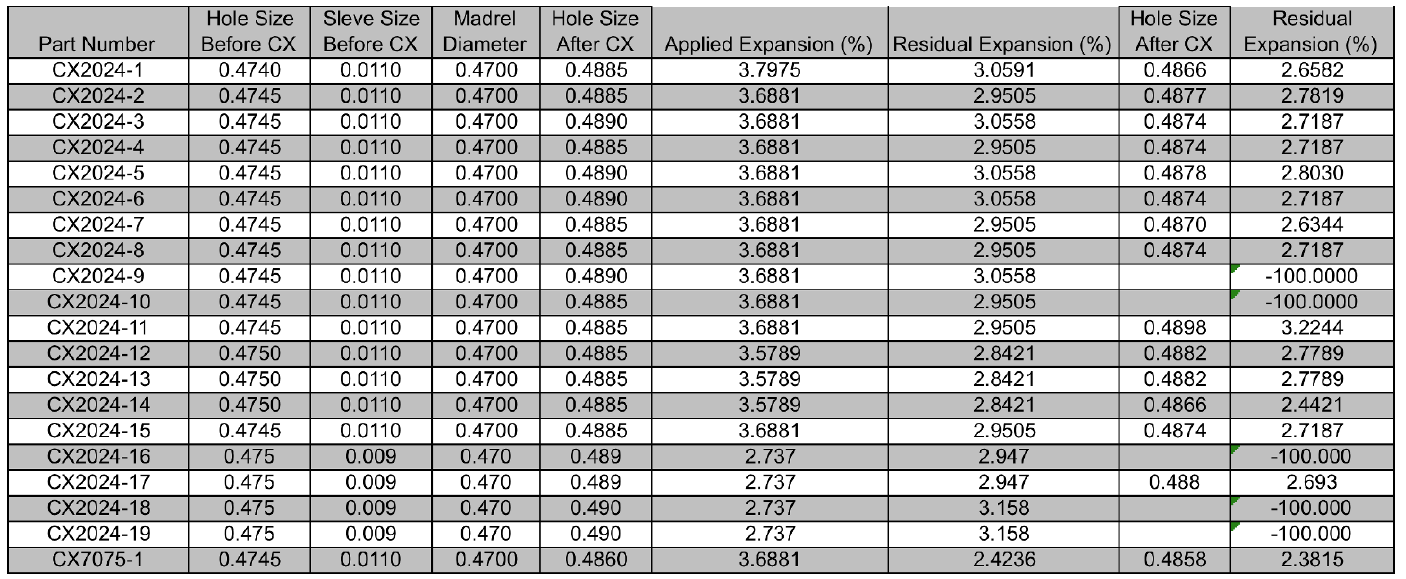 Part Number Hole Size Before CX Sleve Size Before CX Madrel Diameter Hole Size After CX Applied Expansion (%) Residual Expansion (%) Hole Size After CX Residual Expansion (%)
CX2024-1 0.4740 0.0110 0.4700 0.4885 3.7975 3.0591 0.4866 2.6582
CX2024-2 0.4745 0.0110 0.4700 0.4885 3.6881 2.9505 0.4877 2.7819
CX2024-3 0.4745 0.0110 0.4700 0.4890 3.6881 3.0558 0.4874 2.7187
CX2024-4 0.4745 0.0110 0.4700 0.4885 3.6881 2.9505 0.4874 2.7187
CX2024-5 0.4745 0.0110 0.4700 0.4890 3.6881 3.0558 0.4878 2.8030
CX2024-6 0.4745 0.0110 0.4700 0.4890 3.6881 3.0558 0.4874 2.7187
CX2024-7 0.4745 0.0110 0.4700 0.4885 3.6881 2.9505 0.4870 2.6344
CX2024-8 0.4745 0.0110 0.4700 0.4885 3.6881 2.9505 0.4874 2.7187
CX2024-9 0.4745 0.0110 0.4700 0.4890 3.6881 3.0558 -100.0000
CX2024-10 0.4745 0.0110 0.4700 0.4885 3.6881 2.9505 -100.0000
CX2024-11 0.4745 0.0110 0.4700 0.4885 3.6881 2.9505 0.4898 3.2244
CX2024-12 0.4750 0.0110 0.4700 0.4885 3.5789 2.8421 0.4882 2.7789
CX2024-13 0.4750 0.0110 0.4700 0.4885 3.5789 2.8421 0.4882 2.7789
CX2024-14 0.4750 0.0110 0.4700 0.4885 3.5789 2.8421 0.4866 2.4421
CX2024-15 0.4745 0.0110 0.4700 0.4885 3.6881 2.9505 0.4874 2.7187
CX2024-16 0.475 0.009 0.470 0.489 2.737 2.947 -100.000
CX2024-17 0.475 0.009 0.470 0.489 2.737 2.947 0.488 2.693
CX2024-18 0.475 0.009 0.470 0.490 2.737 3.158 -100.000
CX2024-19 0.475 0.009 0.470 0.490 2.737 3.158 -100.000
CX7075-1 0.4745 0.0110 0.4700 0.4860 3.6881 2.4236 0.4858 2.3815